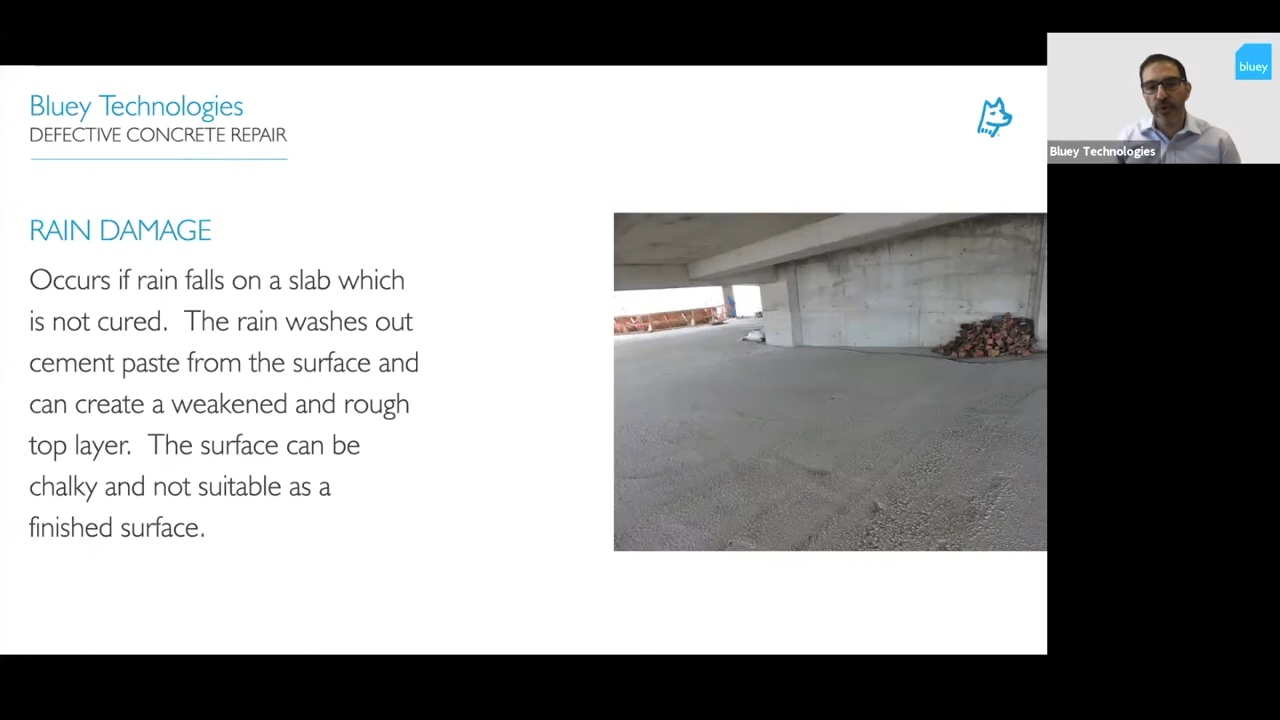 Bluey Technologies
DEFECTIVE CONCRETE REPAIR
RAIN DAMAGE
Occurs if rain falls on a slab which
is not cured. The rain washes out
cement paste from the surface and
can create a weakened and rough
top layer. The surface can be
chalky and not suitable as a
finished surface.
bluey
Bluey Technologies